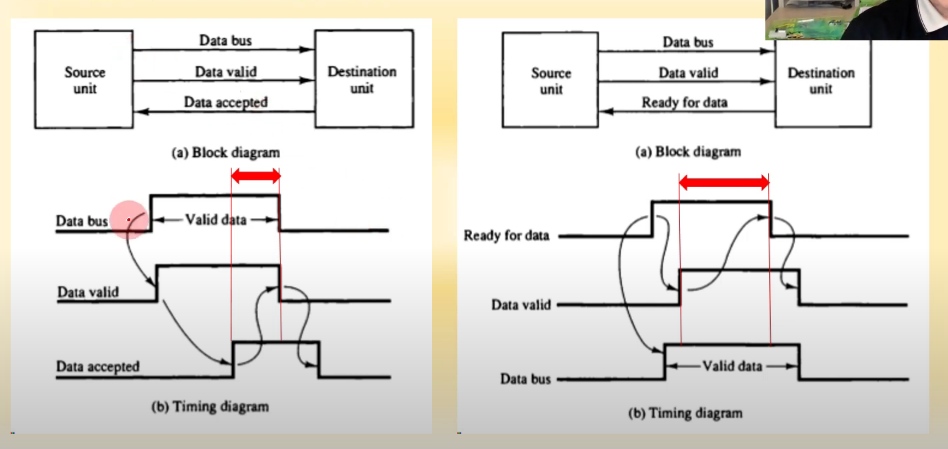 Data bus
Source unit
Data valid
Destination unit
Data accepted
(a) Block diagram
Data bus
Valid data
Data valid
Data accepted
(b) Timing diagram
Data bus
Source unit
Data valid
Destination unit
Ready for data
(a) Block diagram
Ready for data
Data valid
Data bus
Valid data
(b) Timing diagram